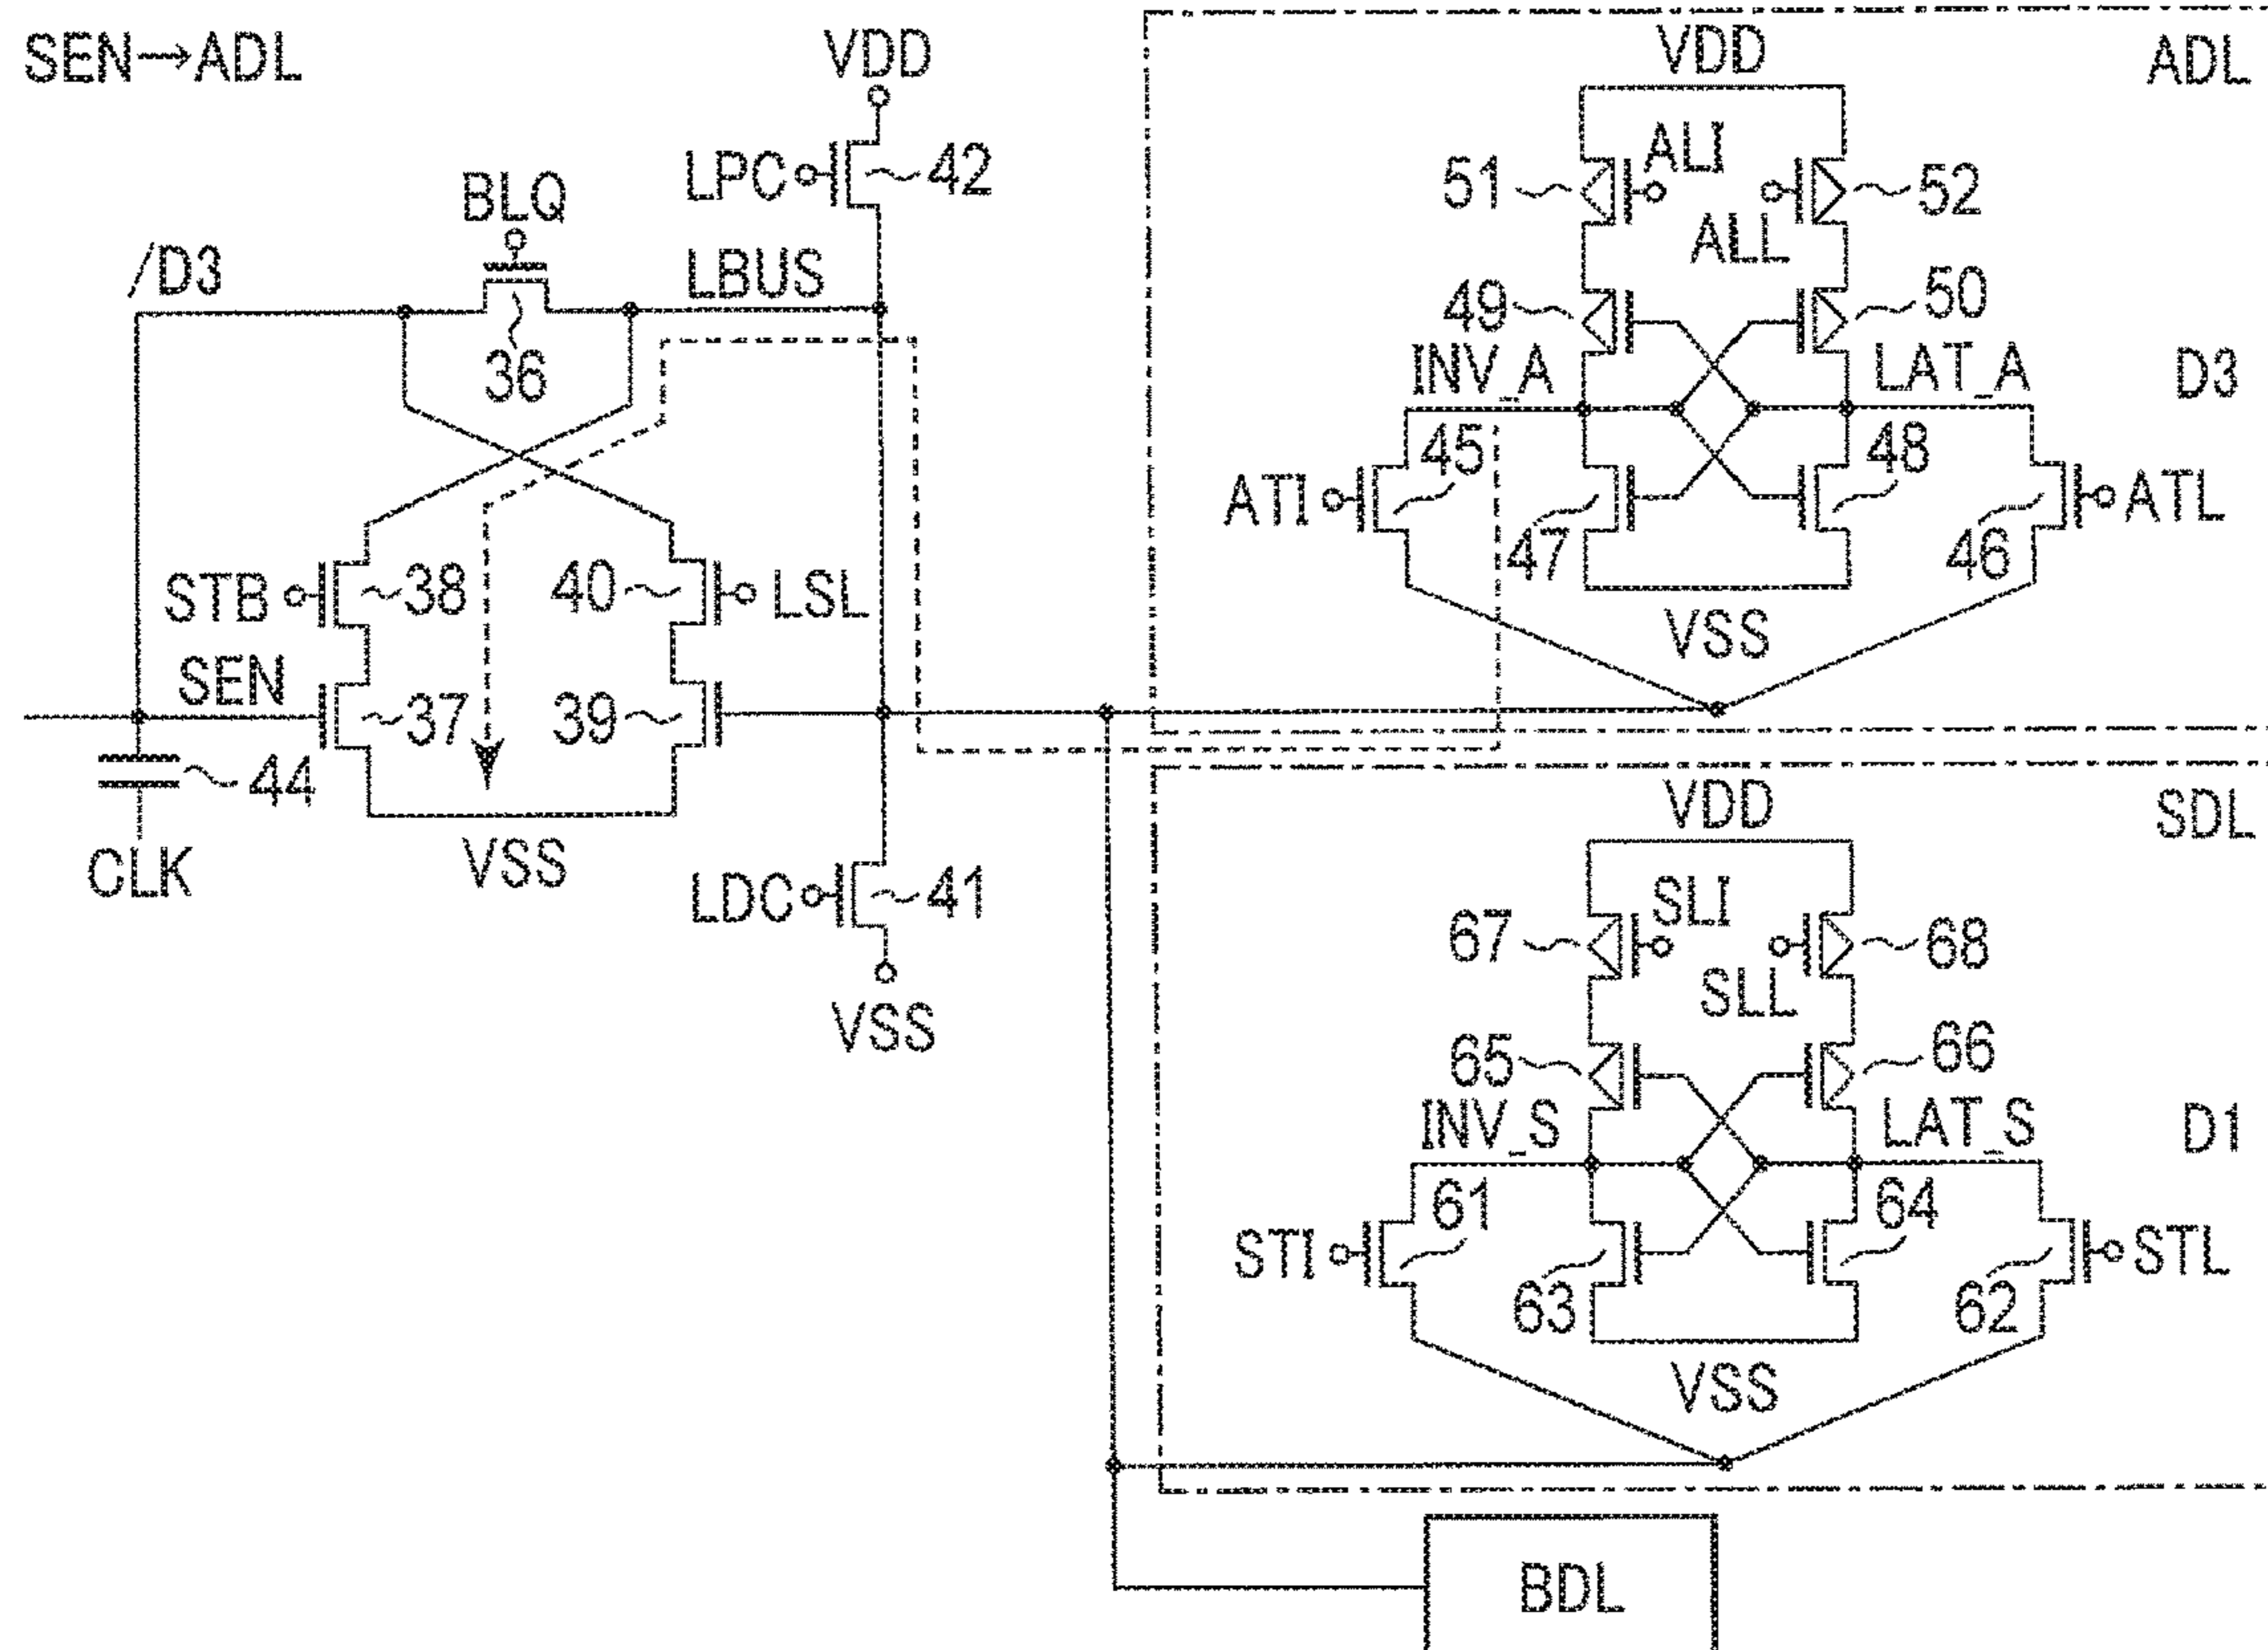 SEN→ADL
VDD
LPC
42
BLQ
/D3
LBUS
36
STB
38
40
LSL
SEN
37
39
44
CLK
VSS
LDC
41
VSS
ADL
VDD
ALI
51
52
ALL
49
50
INV_A
LAT_A
D3
45
48
ATI
ATL
47
46
VSS
SDL
VDD
SLI
67
68
SLL
65
66
INV_S
LAT_S
D1
61
64
STI
STL
63
62
VSS
BDL